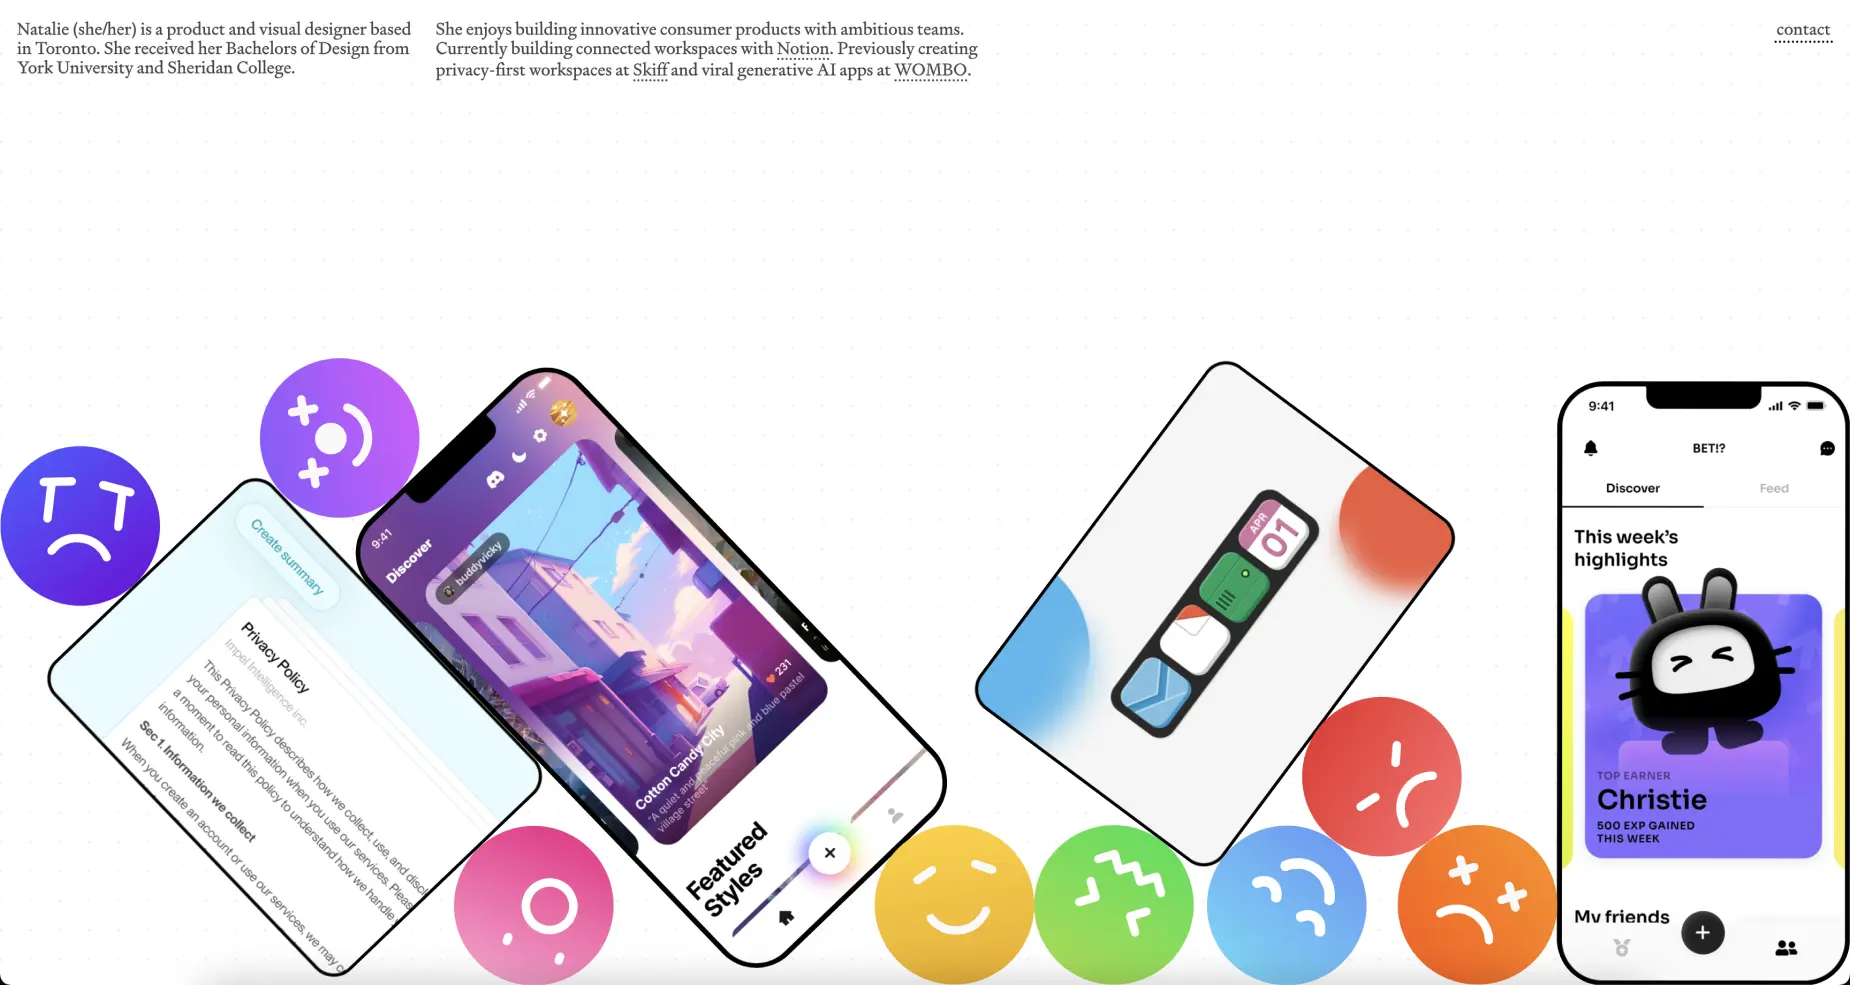 Natalie (she/her) is a product and visual designer based
in Toronto. She received her Bachelors of Design from
York University and Sheridan College.
She enjoys building innovative consumer products with ambitious teams.
Currently building connected workspaces with Notion. Previously creating
privacy-first workspaces at Skiff and viral generative AI apps at WOMBO.
contact
Create summary
Privacy Policy
Impel Intelligence Inc.
This Privacy Policy describes how we collect, use, and discl
your personal information when you use our services. Pleas
a moment to read this policy to understand how we handle
information.
Sec 1. Information we collect
When you create an account or use our services, we may c
9:41
Discover
buddyvicky
231
Cotton Candy City
"A quiet and peaceful pink and blue pastel
village street"
Featured
Styles
APR
01
9:41
BET!?
Discover
Feed
This week's
highlights
TOP EARNER
Christie
500 EXP GAINED
THIS WEEK
My friends